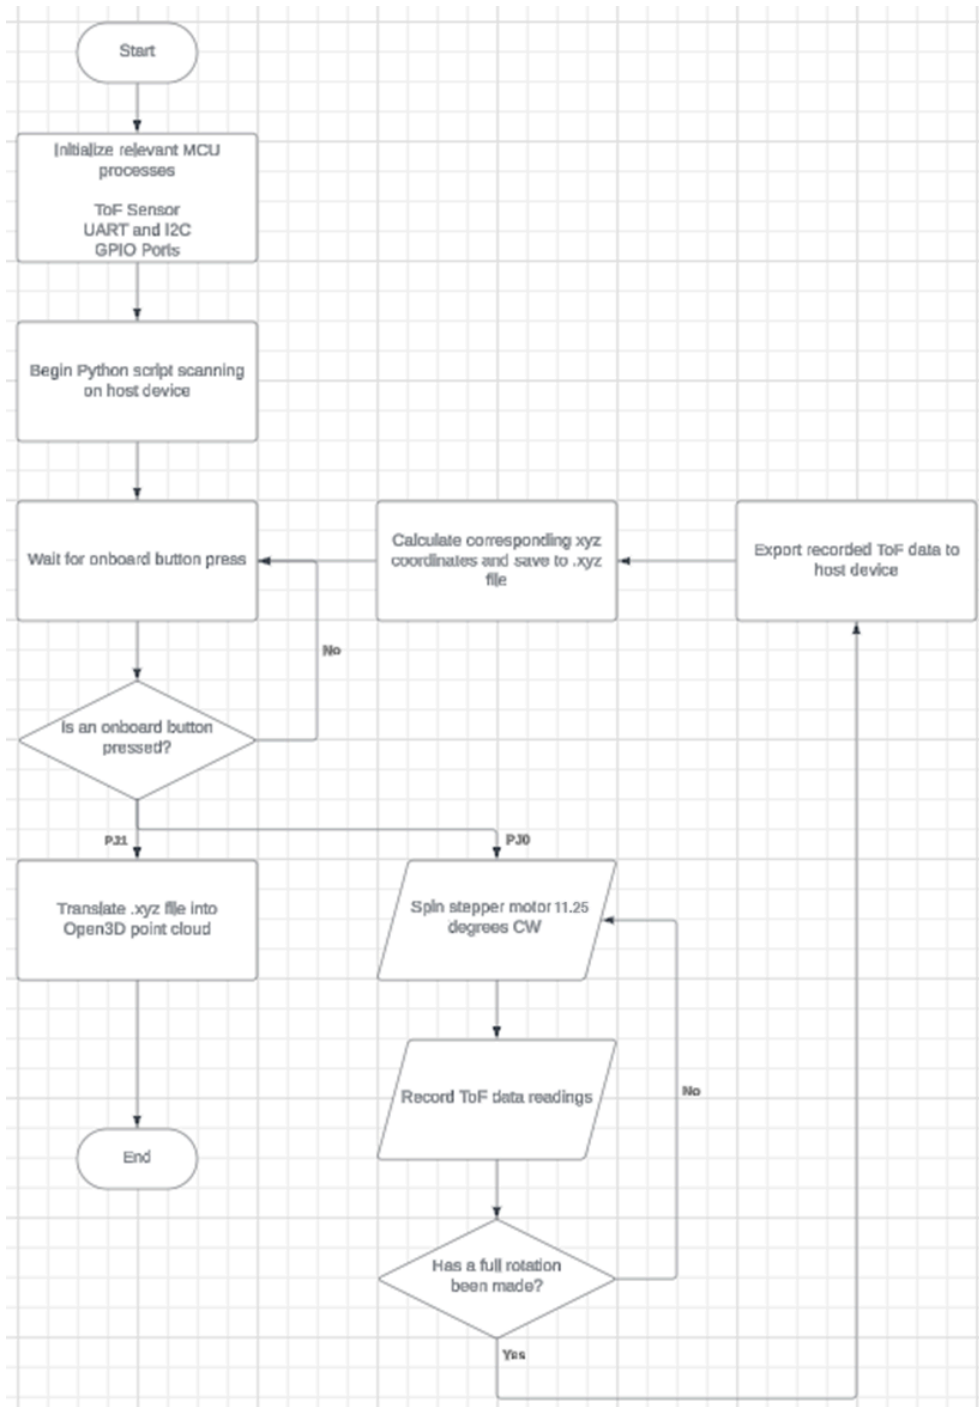 Start
Initialize relevant MCU
processes
ToF Sensor
UART and I2C
GPIO Ports
Begin Python script scanning
on host device
Wait for onboard button press
Calculate corresponding xyz
coordinates and save to .xyz
file
Export recorded ToF data to
host device
No
Is an onboard button
pressed?
PJ1
PJ0
Translate .xyz file into
Open3D point cloud
Spin stepper motor 11.25
degrees CW
Record ToF data readings
No
End
Has a full rotation
been made?
Yes